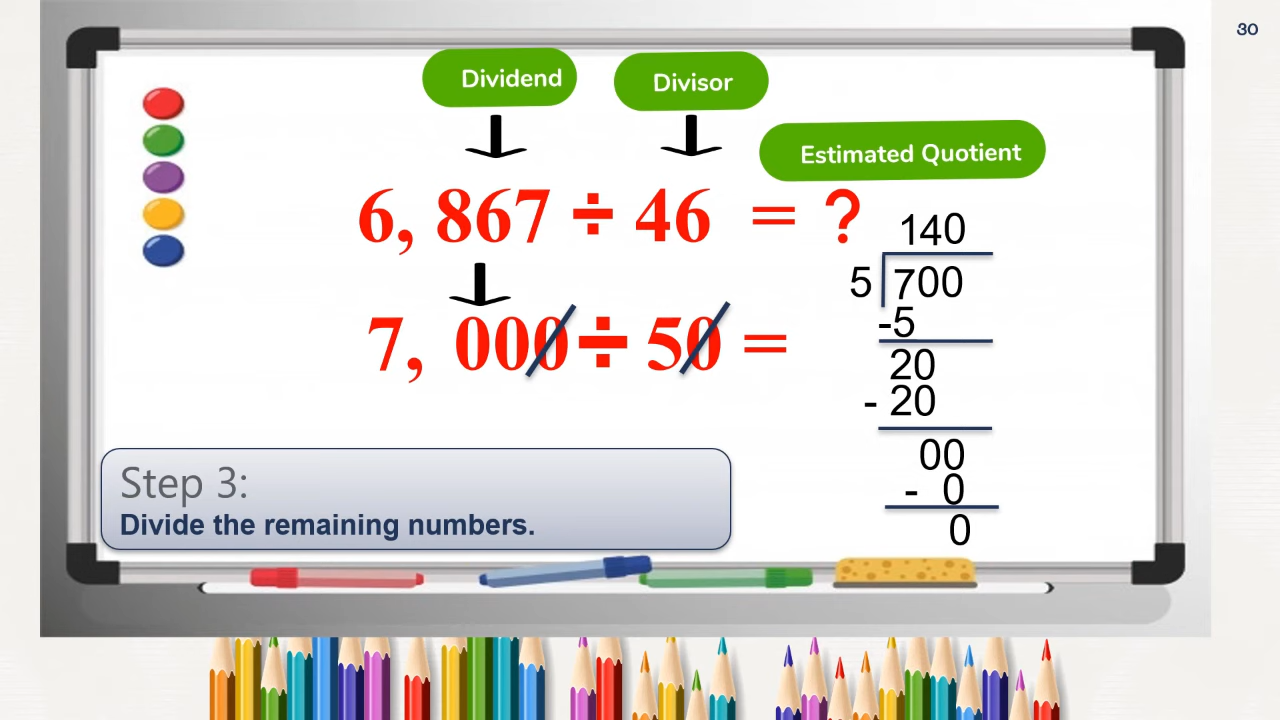 30
Dividend
Divisor
Estimated Quotient
6, 867 ÷ 46 = ?
7, 000 ÷ 50 =
140
5 700
-5
20
- 20
00
- 0
0
Step 3:
Divide the remaining numbers.